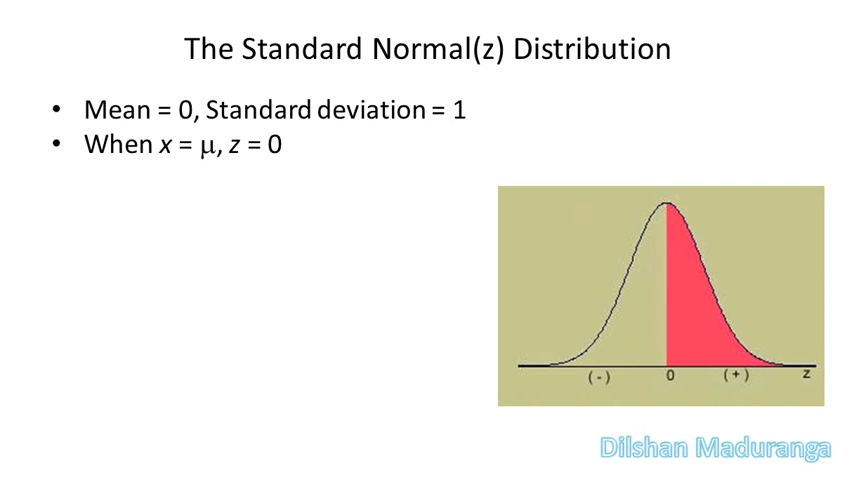 The Standard Normal(z) Distribution
• Mean = 0, Standard deviation = 1
• When x = μ, z = 0
(-) 0 (+) z
Dilshan Maduranga